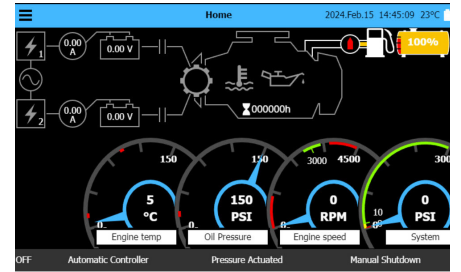 Home
2024.Feb.15 14:45:09 23°C
0.00
A
0.00 V
1
100%
0.00
A
0.00 V
2
000000h
150
0
5
°C
Engine temp
150
0
150
PSI
Oil Pressure
3000 4500
0
0
RPM
Engine speed
300
10
0
0
PSI
System
OFF
Automatic Controller
Pressure Actuated
Manual Shutdown